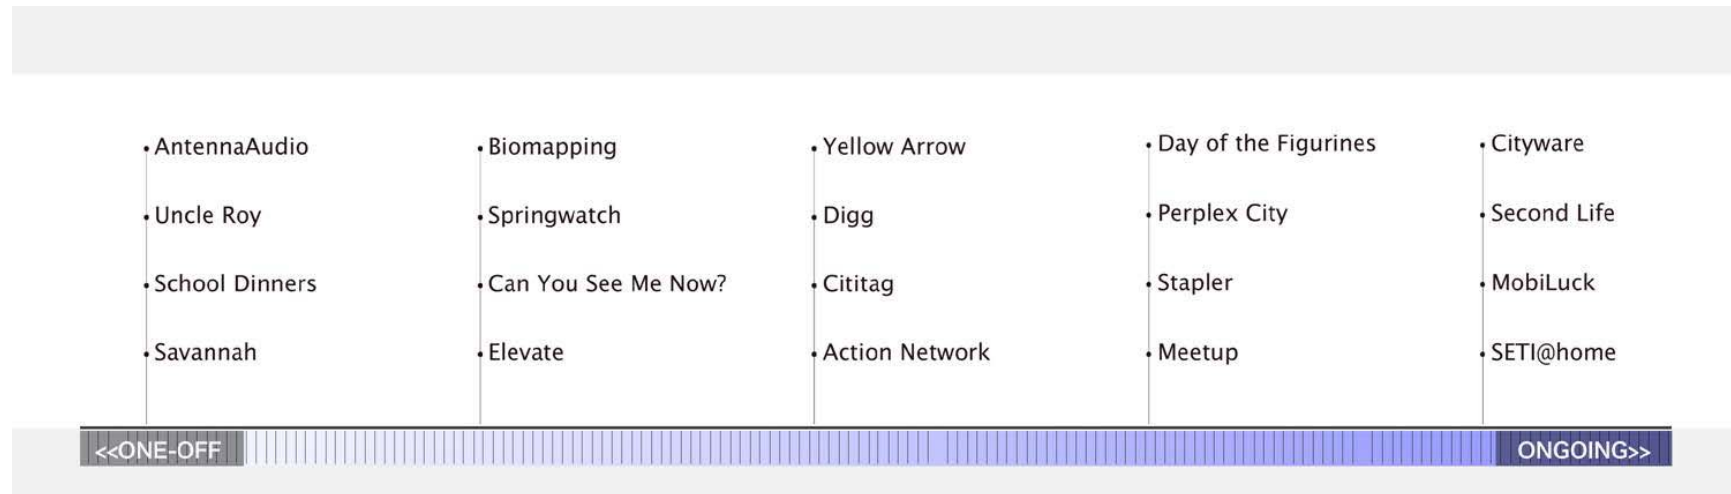 AntennaAudio
Uncle Roy
School Dinners
Savannah
Biomapping
Springwatch
Can You See Me Now?
Elevate
Yellow Arrow
Digg
Cititag
Action Network
Day of the Figurines
Perplex City
Stapler
Meetup
Cityware
Second Life
MobiLuck
SETI@home
<<ONE-OFF
ONGOING>>